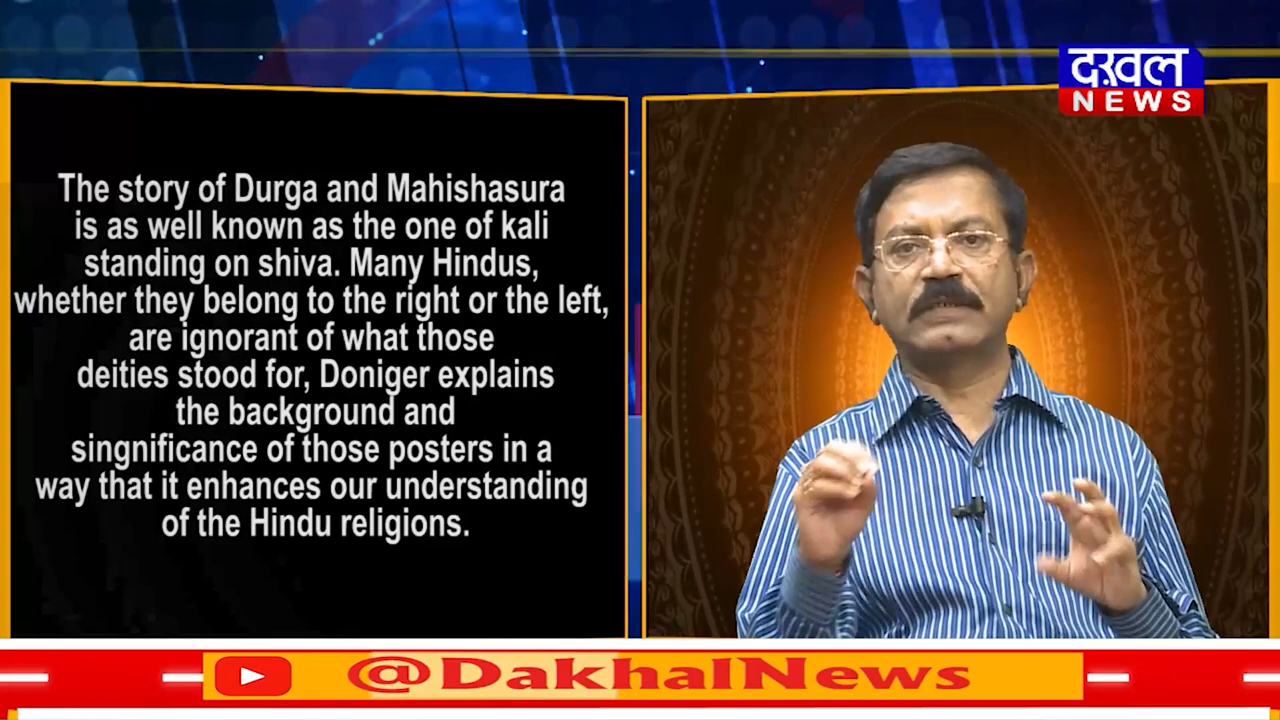 दख़ल
NEWS
The story of Durga and Mahishasura
is as well known as the one of kali
standing on shiva. Many Hindus,
whether they belong to the right or the left,
are ignorant of what those
deities stood for, Doniger explains
the background and
singnificance of those posters in a
way that it enhances our understanding
of the Hindu religions.
@DakhalNews